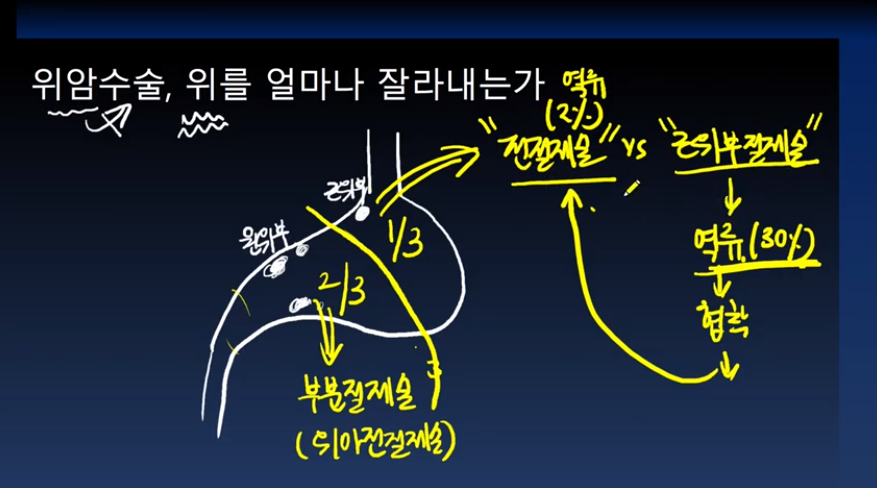 위암수술, 위를 얼마나 잘라내는가
역류
(2%)
"전절제술" vs "근위부절제술"
근위부
원위부
1/3
2/3
역류 (30%)
협착
부분절제술
(위아전절제술)